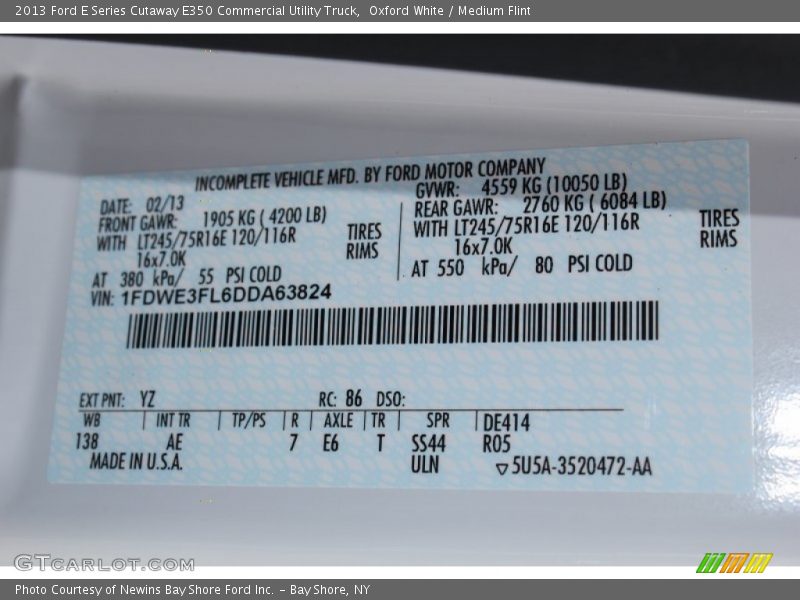 2013 Ford E Series Cutaway E350 Commercial Utility Truck, Oxford White / Medium Flint
INCOMPLETE VEHICLE MFD. BY FORD MOTOR COMPANY
DATE: 02/13 GVWR: 4559 KG (10050 LB)
FRONT GAWR: 1905 KG ( 4200 LB) REAR GAWR: 2760 KG ( 6084 LB)
WITH LT245/75R16E 120/116R TIRES WITH LT245/75R16E 120/116R TIRES
16x7.0K RIMS 16x7.0K RIMS
AT 380 kPa/ 55 PSI COLD AT 550 kPa/ 80 PSI COLD
VIN: 1FDWE3FL6DDA63824
EXT PNT: YZ RC: 86 DSO:
WB INT TR TP/PS R AXLE TR SPR DE414
138 AE 7 E6 T SS44 R05
MADE IN U.S.A. ULN ▽5U5A-3520472-AA
GTCARLOT.COM
Photo Courtesy of Newins Bay Shore Ford Inc. - Bay Shore, NY